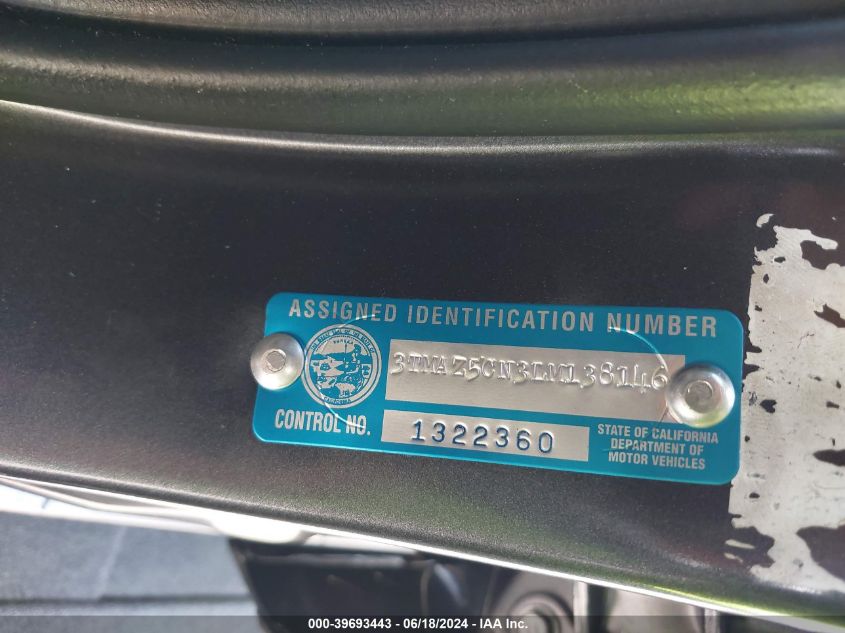 ASSIGNED IDENTIFICATION NUMBER
3TMAZ5CN3LM138146
CONTROL NO. 1322360
STATE OF CALIFORNIA
DEPARTMENT OF
MOTOR VEHICLES
000-39693443 - 06/18/2024 - IAA Inc.